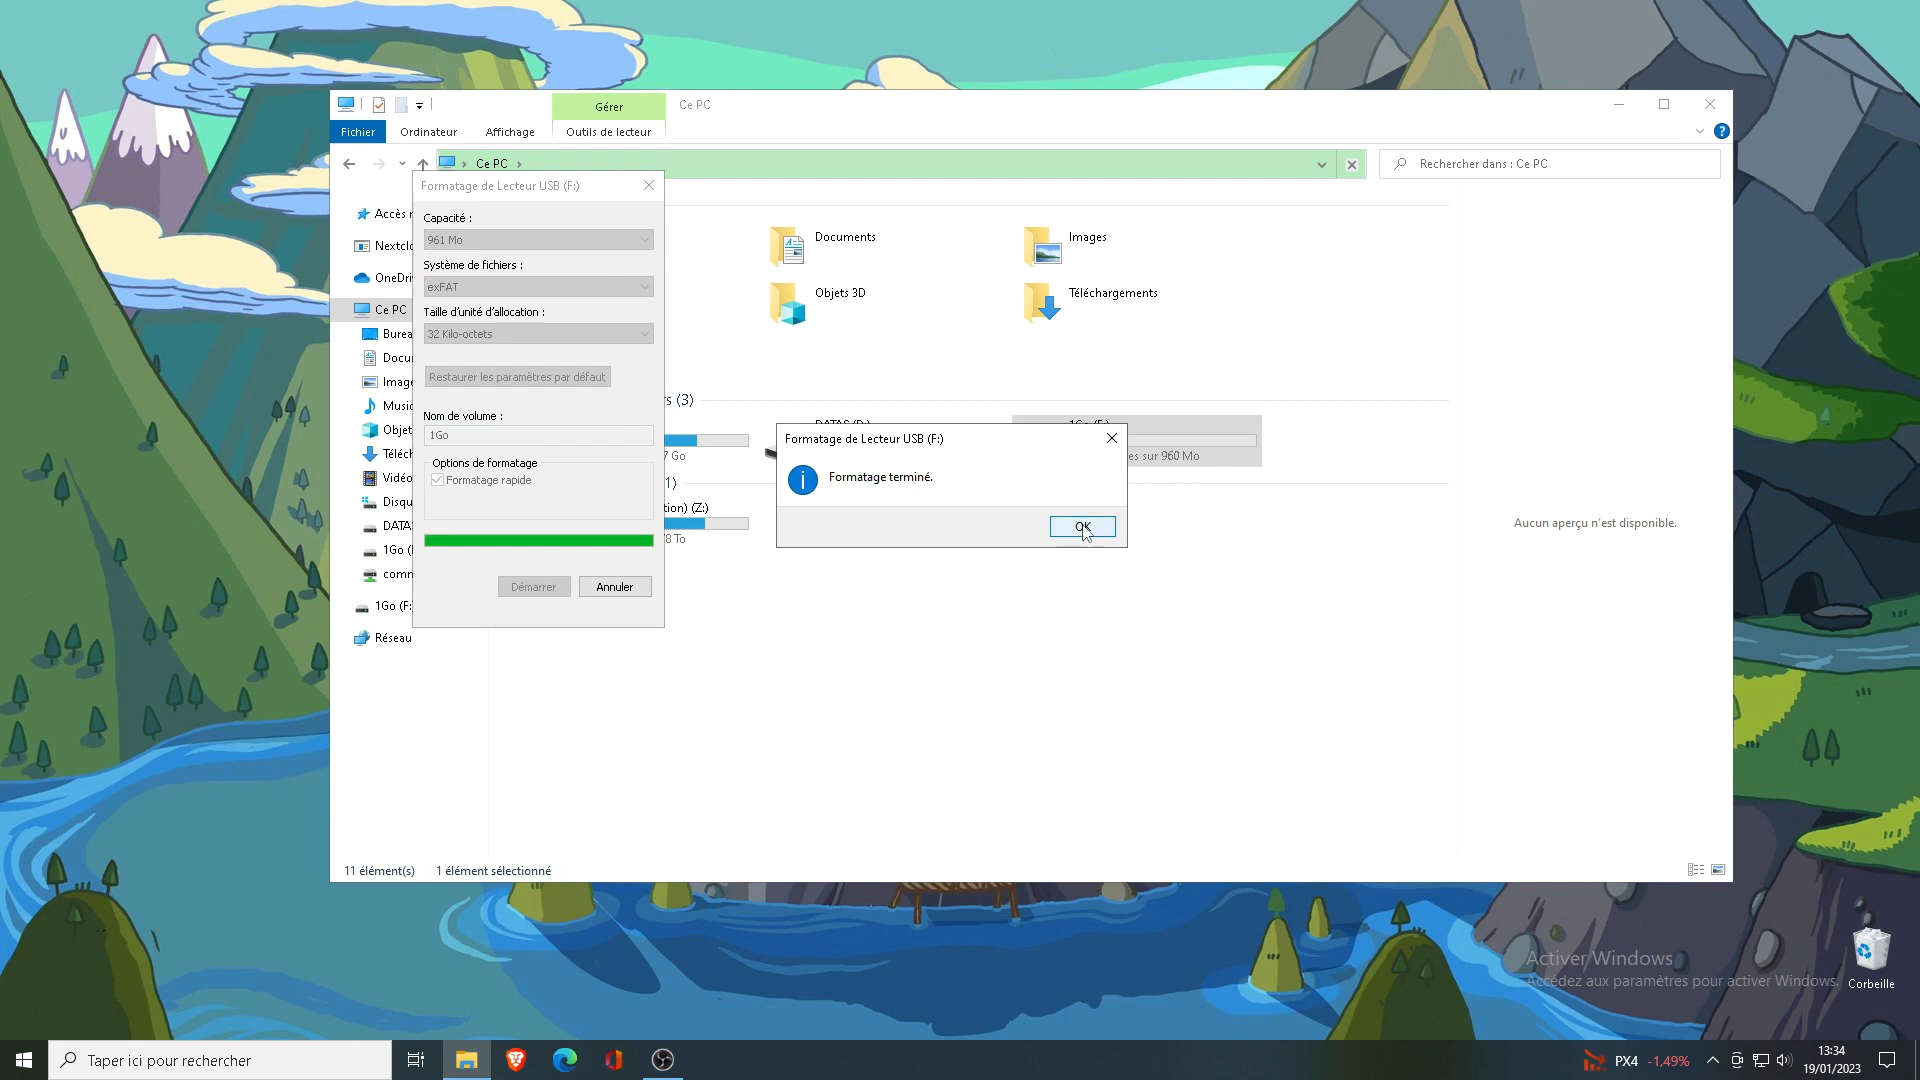 Gérer
Ce PC
Fichier
Ordinateur
Affichage
Outils de lecteur
Ce PC
Rechercher dans : Ce PC
Formatage de Lecteur USB (F:)
Capacité :
961 Mo
Système de fichiers :
exFAT
Taille d'unité d'allocation :
32 Kilo-octets
Restaurer les paramètres par défaut
Nom de volume :
1Go
Options de formatage
Formatage rapide
Démarrer
Annuler
Accès
OneDri
Ce PC
Burea
Docu
Image
Music
Objet
Téléch
Vidéo
Disqu
DATA
1Go (
comm
1Go (F:
Réseau
Documents
Images
Objets 3D
Téléchargements
s (3)
DATAS (D:)
1Go (F:)
7 Go
es sur 960 Mo
1)
tion) (Z:)
8 To
Formatage de Lecteur USB (F:)
Formatage terminé.
OK
Aucun aperçu n'est disponible.
11 élément(s)
1 élément sélectionné
Activer Windows
Accédez aux paramètres pour activer Windows.
Corbeille
Taper ici pour rechercher
PX4 -1,49%
13:34
19/01/2023